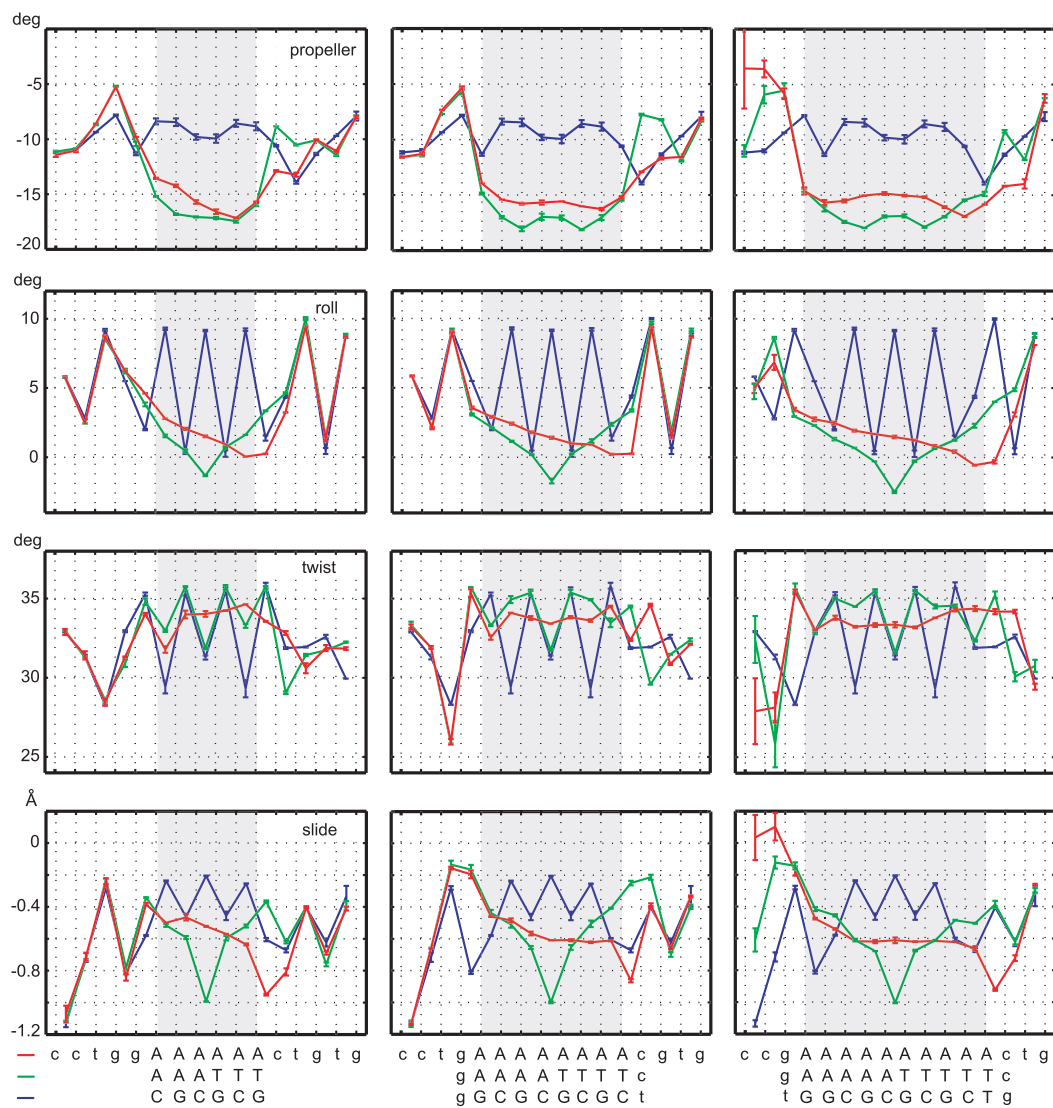 deg
propeller
-5
-10
-15
-20
deg
roll
10
5
0
deg
twist
35
30
25
Å
slide
0
-0.4
-0.8
-1.2
c c t g g A A A A A A c t g t g
A A A T T T
C G C G C G
c c t g A A A A A A A A c g t g
g A A A A T T T T c
g G C G C G C G C t
c c g A A A A A A A A A A c t g
g A A A A A T T T T T c
t G C G C G C G C T g